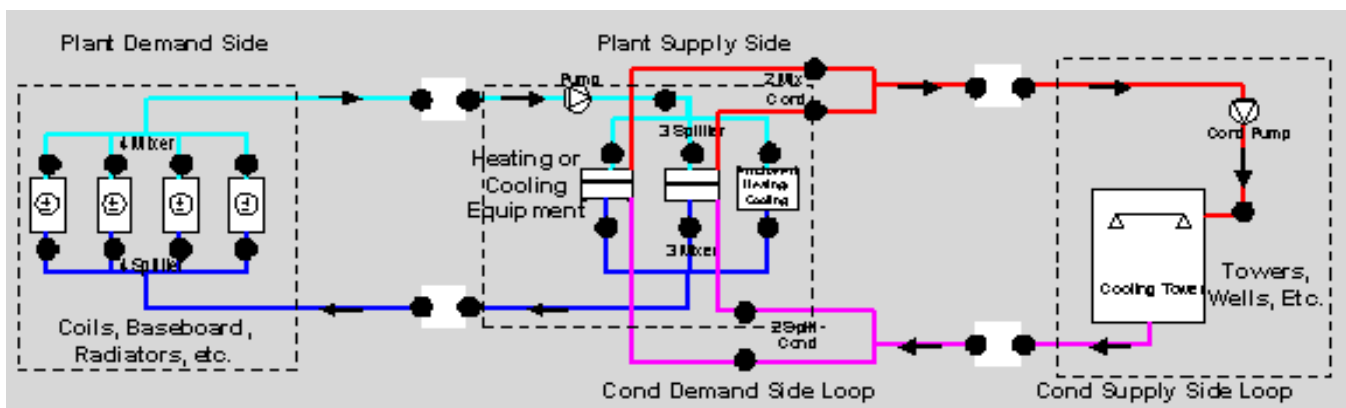 Plant Demand Side
Plant Supply Side
Pump
2 Mix
Cond
4 Mixer
3 Splitter
Cond Pump
Heating or
Cooling
Equipment
Heating/
Cooling
4 Splitter
3 Mixer
Cooling Tower
Towers,
Wells, Etc.
Coils, Baseboard,
Radiators, etc.
2 Split -
Cond
Cond Demand Side Loop
Cond Supply Side Loop